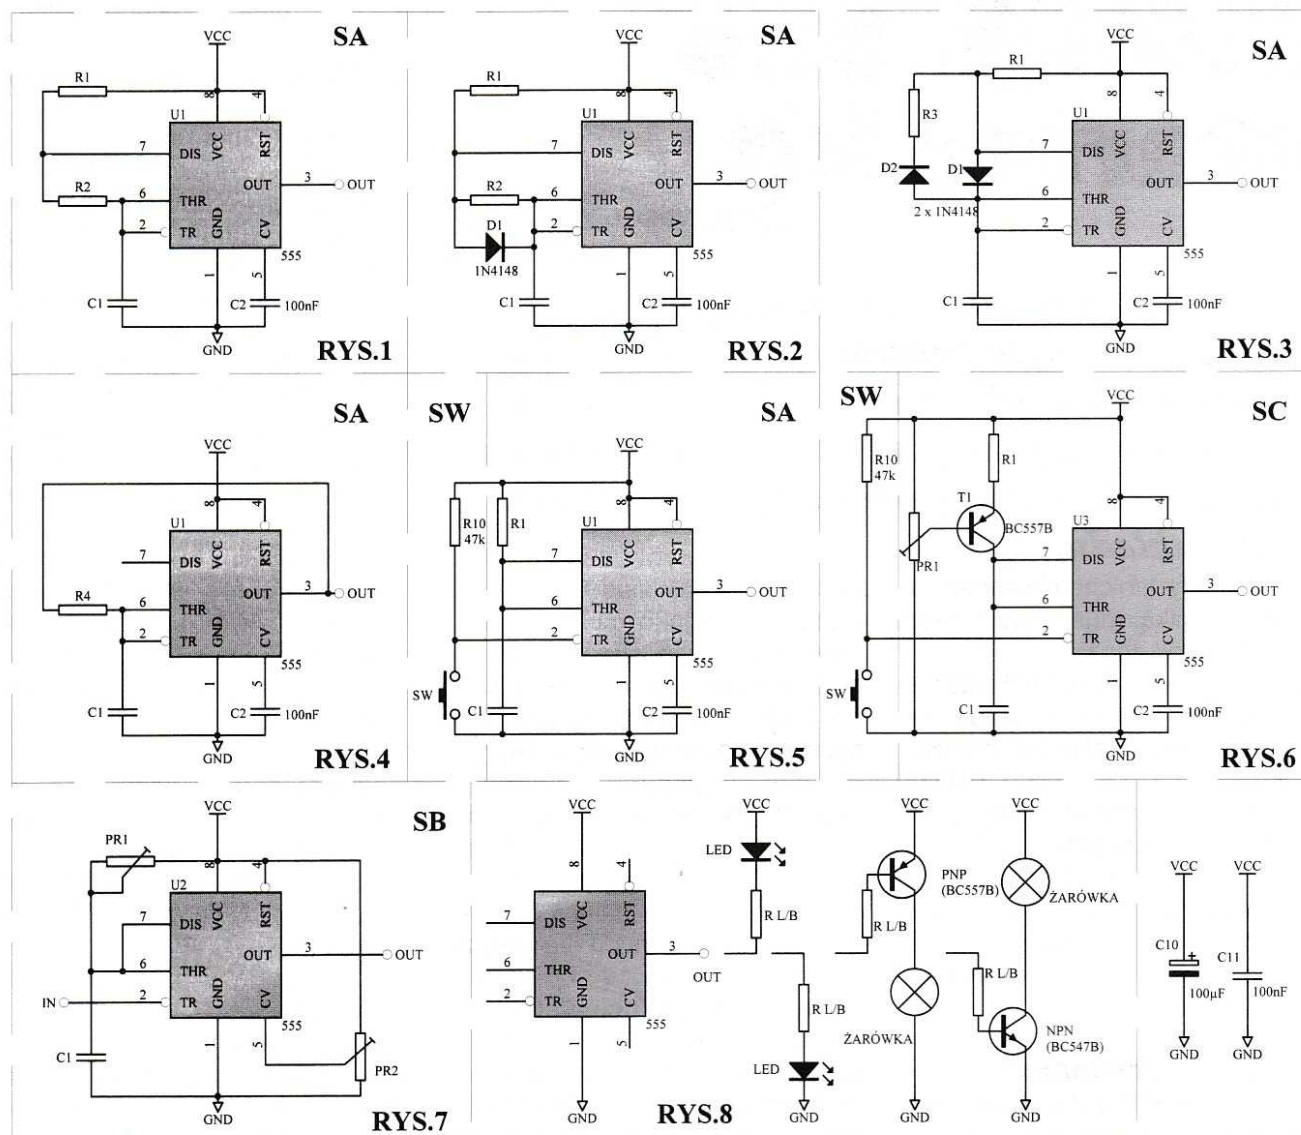 SA
VCC
R1
8
4
U1
7
DIS
VCC
RST
R2
OUT
3
OUT
6
THR
2
TR
GND
CV
555
1
5
C1
C2
100nF
GND
RYS.1
SA
VCC
R1
8
4
U1
7
DIS
VCC
RST
R2
OUT
3
OUT
6
THR
D1
2
TR
GND
CV
1N4148
555
1
5
C1
C2
100nF
GND
RYS.2
SA
VCC
R1
8
4
R3
U1
7
DIS
VCC
RST
D2
D1
OUT
3
OUT
6
THR
2 x 1N4148
2
TR
GND
CV
555
1
5
C1
C2
100nF
GND
RYS.3
SA
VCC
8
4
U1
7
DIS
VCC
RST
OUT
3
OUT
R4
6
THR
2
TR
GND
CV
555
1
5
C1
C2
100nF
GND
RYS.4
SW
SA
VCC
R10
47k
R1
8
4
U1
7
DIS
VCC
RST
OUT
3
OUT
6
THR
2
TR
GND
CV
555
SW
1
5
C1
C2
100nF
GND
RYS.5
SW
SC
VCC
R10
47k
R1
8
4
T1
BC557B
U3
PR1
7
DIS
VCC
RST
OUT
3
OUT
6
THR
2
TR
GND
CV
555
SW
1
5
C1
C2
100nF
GND
RYS.6
SB
VCC
PR1
8
4
U2
7
DIS
VCC
RST
OUT
3
OUT
6
THR
IN
2
TR
GND
CV
555
1
5
C1
PR2
GND
RYS.7
VCC
8
4
7
DIS
VCC
RST
OUT
3
OUT
6
THR
2
TR
GND
CV
555
1
5
GND
VCC
LED
R L/B
R L/B
LED
GND
VCC
PNP
(BC557B)
R L/B
ŻARÓWKA
GND
VCC
ŻARÓWKA
R L/B
NPN
(BC547B)
GND
RYS.8
VCC
C10
+
100µF
GND
VCC
C11
100nF
GND